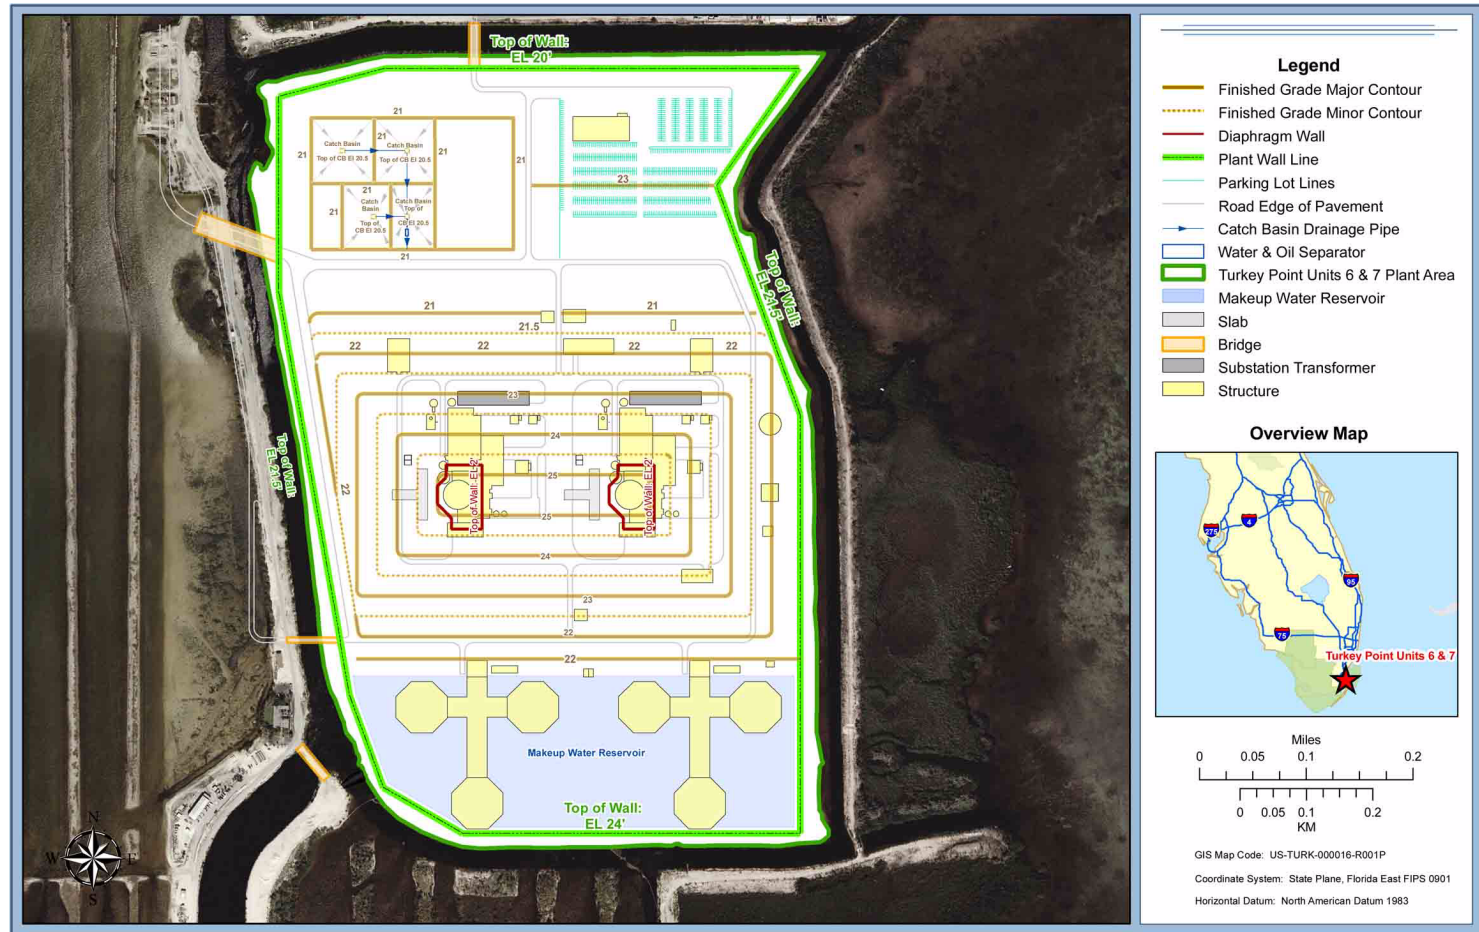 Top of Wall:
EL 20'
21
21
21
21
21
21
21
21
Catch Basin
Top of CB El 20.5
Catch Basin
Top of CB El 20.5
Catch
Basin
Top of
CB El 20.5
Catch Basin
Top of
CB El 20.5
23
Top of Wall:
EL 21.5'
21
21
21.5
22
22
22
22
23
24
25
25
24
23
22
22
22
Top of Wall: EL 2'
Top of Wall: EL 2'
Top of Wall:
EL 21.5'
Makeup Water Reservoir
Top of Wall:
EL 24'
N
W
E
S
Legend
Finished Grade Major Contour
Finished Grade Minor Contour
Diaphragm Wall
Plant Wall Line
Parking Lot Lines
Road Edge of Pavement
Catch Basin Drainage Pipe
Water & Oil Separator
Turkey Point Units 6 & 7 Plant Area
Makeup Water Reservoir
Slab
Bridge
Substation Transformer
Structure
Overview Map
4
275
95
75
Turkey Point Units 6 & 7
Miles
0 0.05 0.1 0.2
0 0.05 0.1 0.2
KM
GIS Map Code: US-TURK-000016-R001P
Coordinate System: State Plane, Florida East FIPS 0901
Horizontal Datum: North American Datum 1983